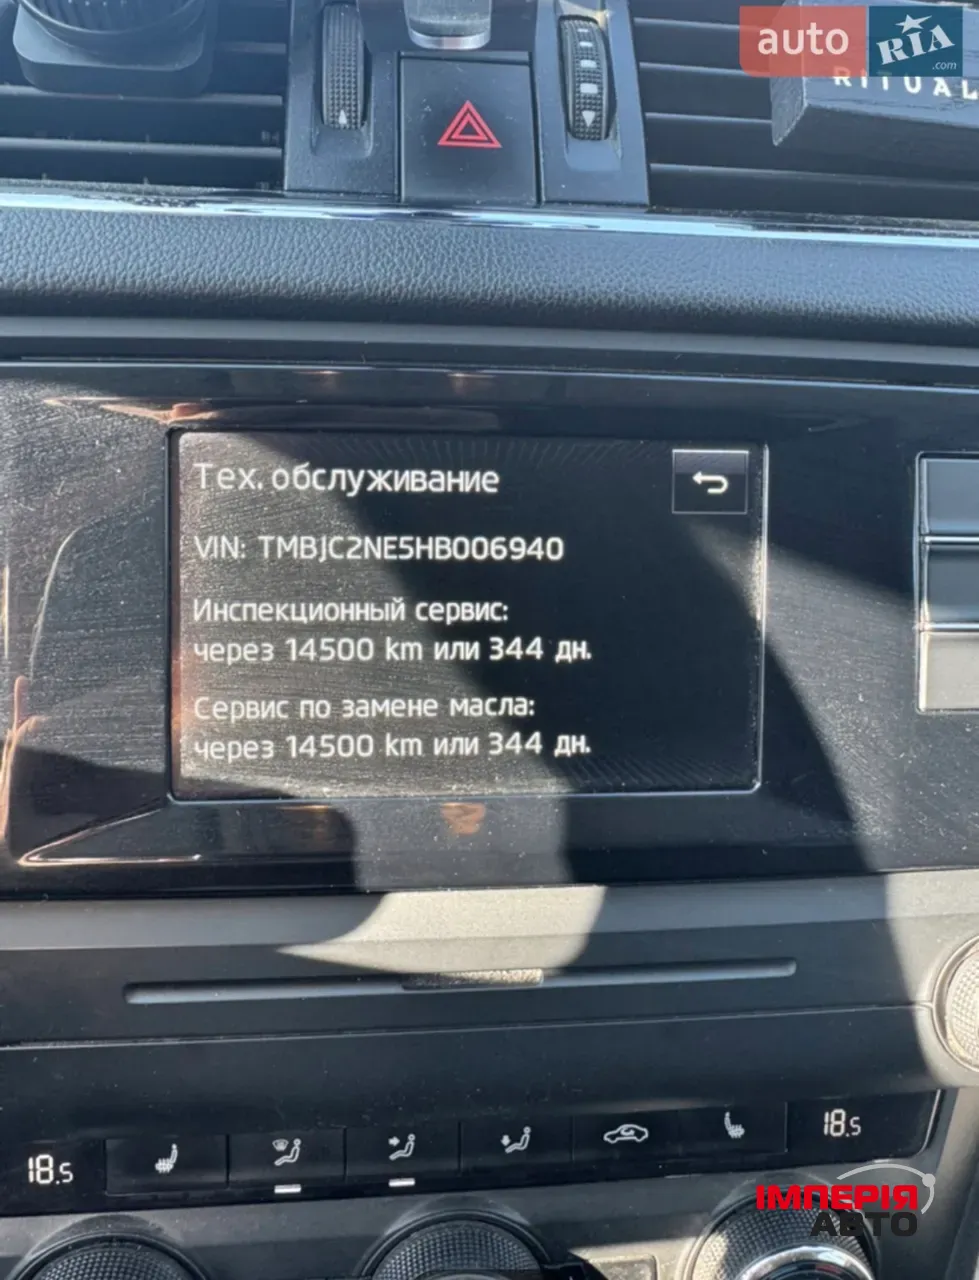 auto RIA
.com
RITUAL
Тех. обслуживание
VIN: TMBJC2NE5HB006940
Инспекционный сервис:
через 14500 km или 344 дн.
Сервис по замене масла:
через 14500 km или 344 дн.
18.5
18.5
ІМПЕРІЯ
АВТО